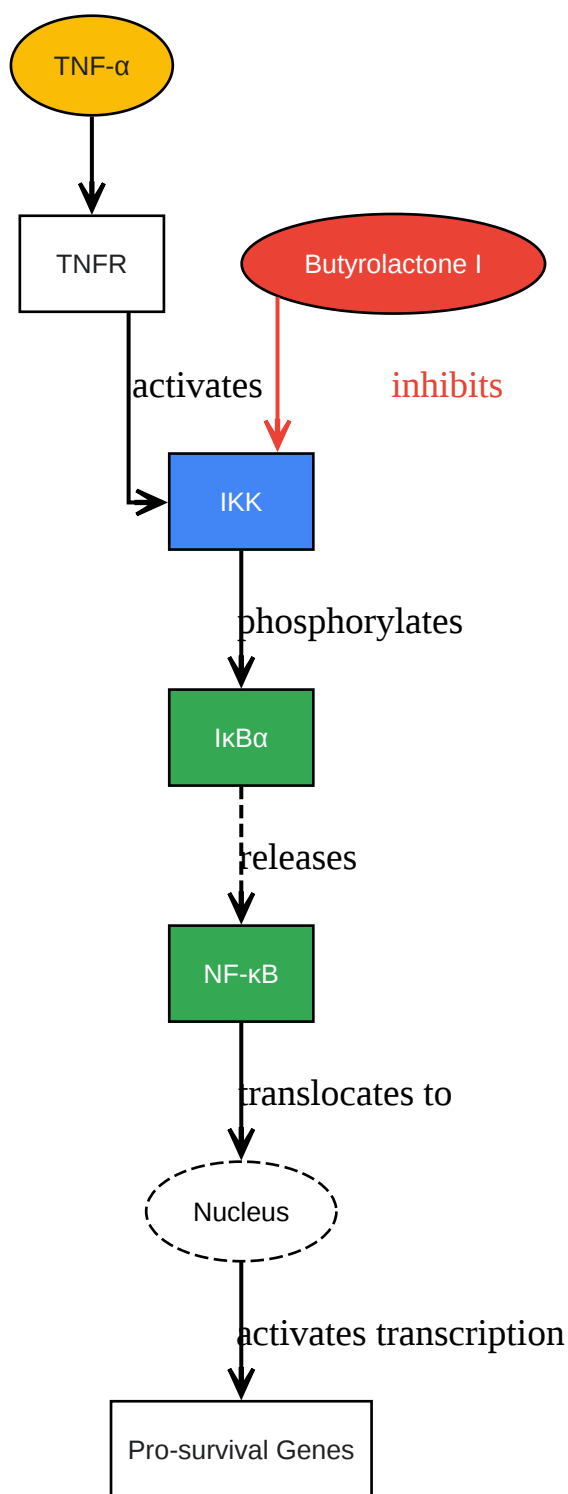 TNF-α
TNFR
Butyrolactone I
activates
inhibits
IKK
phosphorylates
IκBα
releases
NF-κB
translocates to
Nucleus
activates transcription
Pro-survival Genes